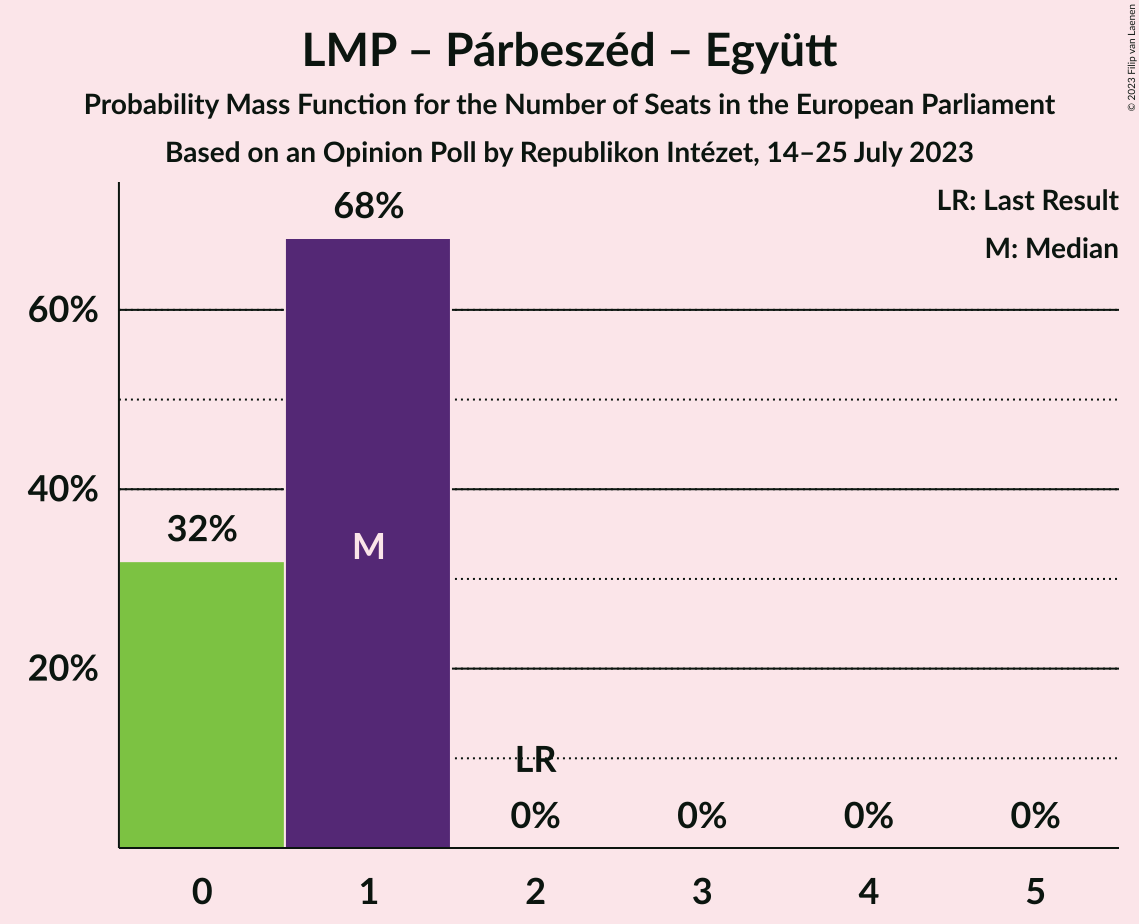 LMP – Párbeszéd – Együtt
Probability Mass Function for the Number of Seats in the European Parliament
Based on an Opinion Poll by Republikon Intézet, 14–25 July 2023
© 2023 Filip van Laenen
LR: Last Result
M: Median
68%
60%
40%
32%
M
20%
LR
0% 0% 0% 0%
0 1 2 3 4 5